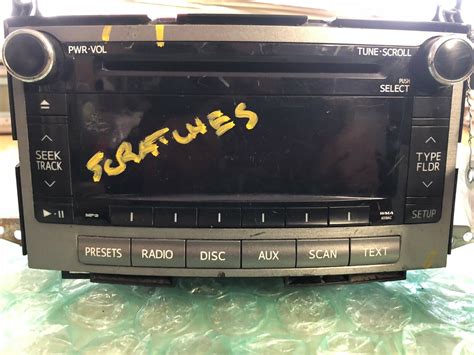 PWR·VOL
TUNE·SCROLL
PUSH
SELECT
SCRATCHES
SEEK
TRACK
TYPE
FLDR
MP3
WMA
SETUP
PRESETS RADIO DISC AUX SCAN TEXT